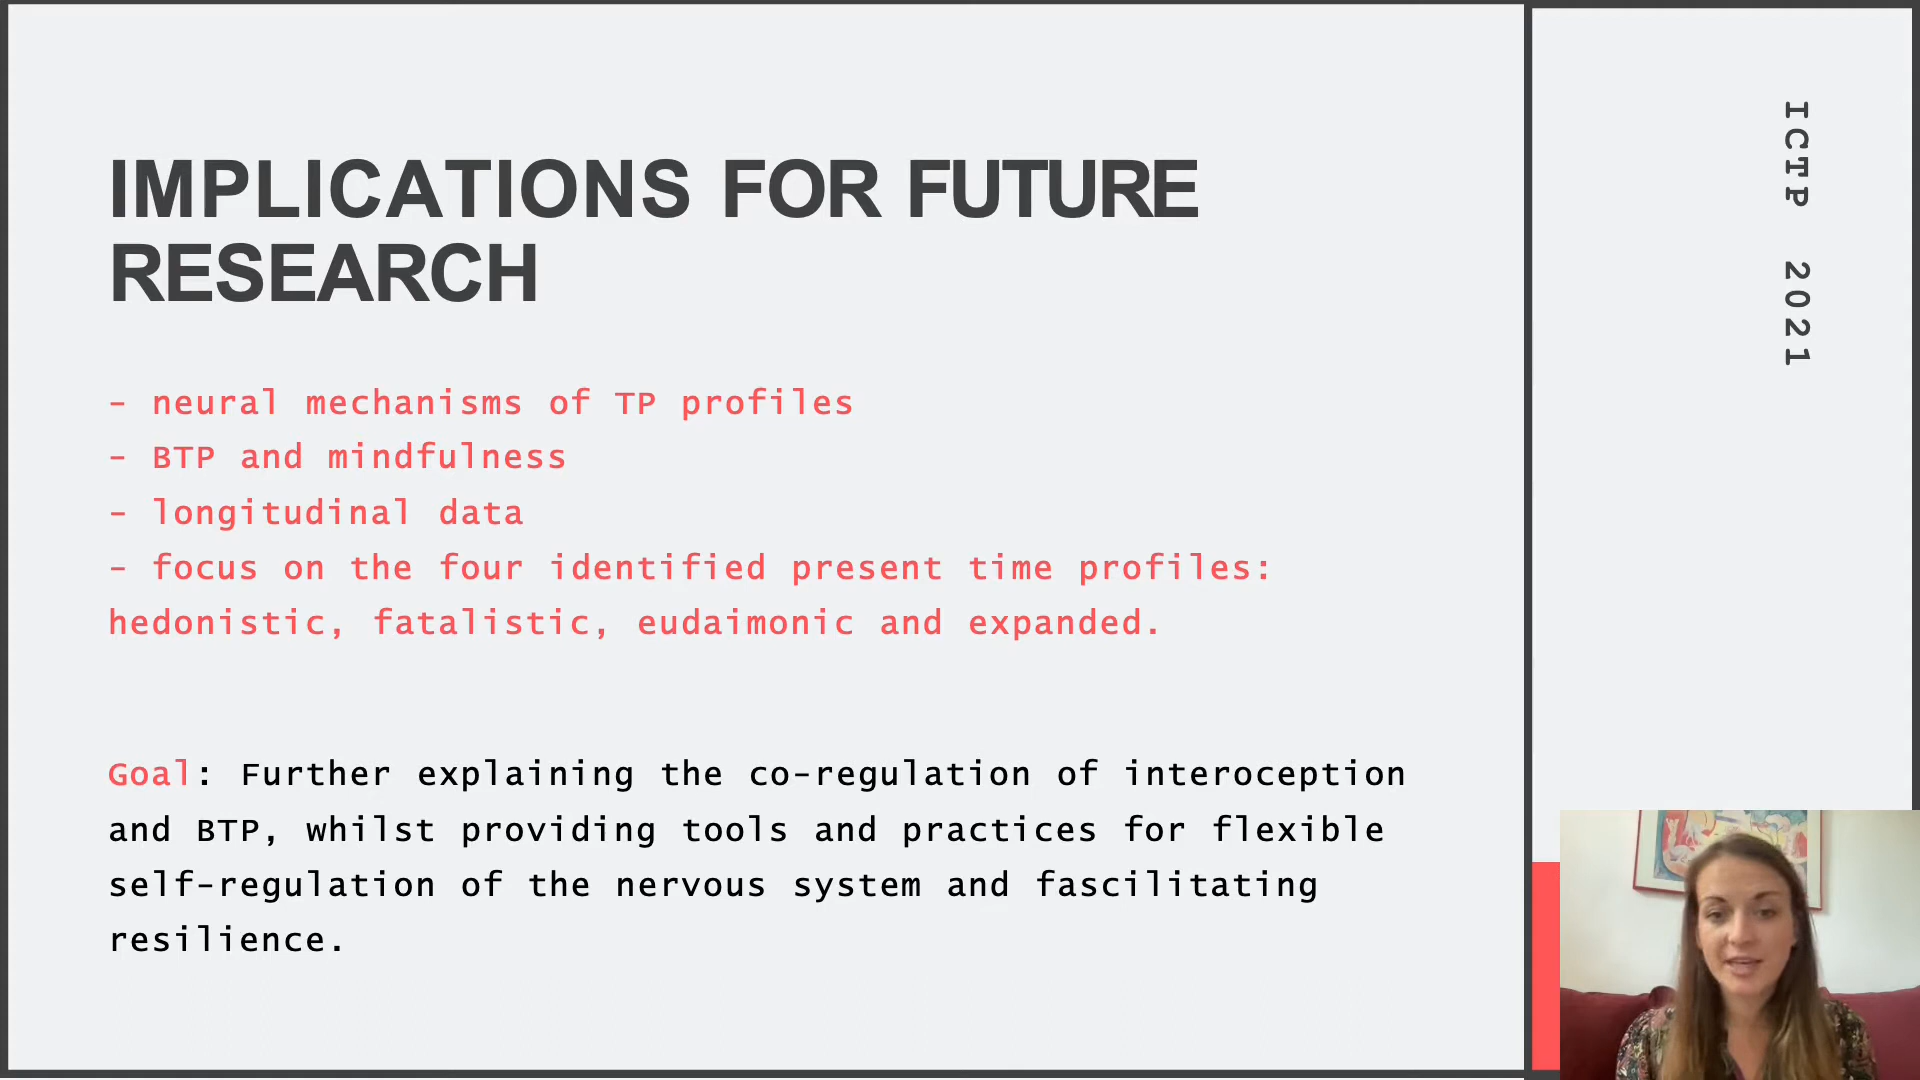 IMPLICATIONS FOR FUTURE
RESEARCH
- neural mechanisms of TP profiles
- BTP and mindfulness
- longitudinal data
- focus on the four identified present time profiles:
hedonistic, fatalistic, eudaimonic and expanded.
Goal: Further explaining the co-regulation of interoception
and BTP, whilst providing tools and practices for flexible
self-regulation of the nervous system and fascilitating
resilience.
ICTP 2021